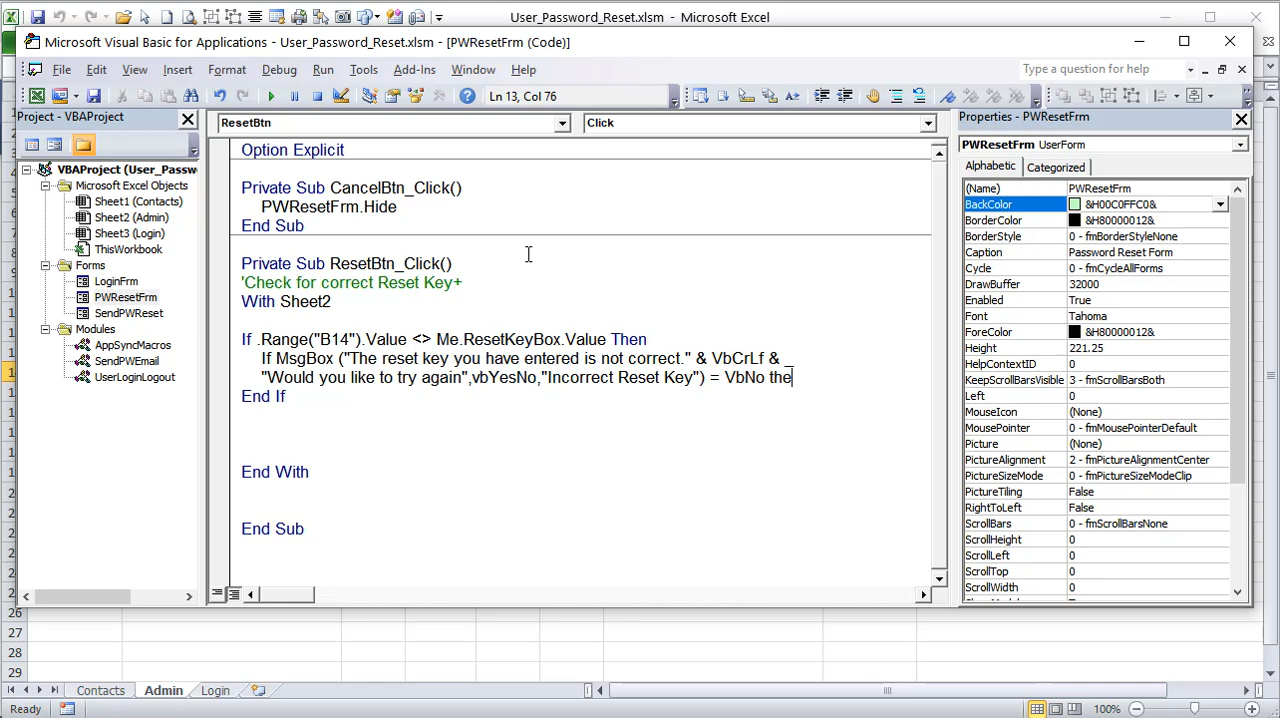 User_Password_Reset.xlsm - Microsoft Excel
Microsoft Visual Basic for Applications - User_Password_Reset.xlsm - [PWResetFrm (Code)]
File Edit View Insert Format Debug Run Tools Add-Ins Window Help
Type a question for help
Ln 13, Col 76
Project - VBAProject
VBAProject (User_Passw
Microsoft Excel Objects
Sheet1 (Contacts)
Sheet2 (Admin)
Sheet3 (Login)
ThisWorkbook
Forms
LoginFrm
PWResetFrm
SendPWReset
Modules
AppSyncMacros
SendPWEmail
UserLoginLogout
ResetBtn
Click
Option Explicit
Private Sub CancelBtn_Click()
PWResetFrm.Hide
End Sub
Private Sub ResetBtn_Click()
'Check for correct Reset Key+
With Sheet2
If .Range("B14").Value <> Me.ResetKeyBox.Value Then
If MsgBox ("The reset key you have entered is not correct." & VbCrLf & _
"Would you like to try again",vbYesNo,"Incorrect Reset Key") = VbNo the
End If
End With
End Sub
Properties - PWResetFrm
PWResetFrm UserForm
Alphabetic Categorized
(Name) PWResetFrm
BackColor &H00C0FFC0&
BorderColor &H80000012&
BorderStyle 0 - fmBorderStyleNone
Caption Password Reset Form
Cycle 0 - fmCycleAllForms
DrawBuffer 32000
Enabled True
Font Tahoma
ForeColor &H80000012&
Height 221.25
HelpContextID 0
KeepScrollBarsVisible 3 - fmScrollBarsBoth
Left 0
MouseIcon (None)
MousePointer 0 - fmMousePointerDefault
Picture (None)
PictureAlignment 2 - fmPictureAlignmentCenter
PictureSizeMode 0 - fmPictureSizeModeClip
PictureTiling False
RightToLeft False
ScrollBars 0 - fmScrollBarsNone
ScrollHeight 0
ScrollLeft 0
ScrollTop 0
ScrollWidth 0
26
27
28
29
Contacts Admin Login
Ready
100%